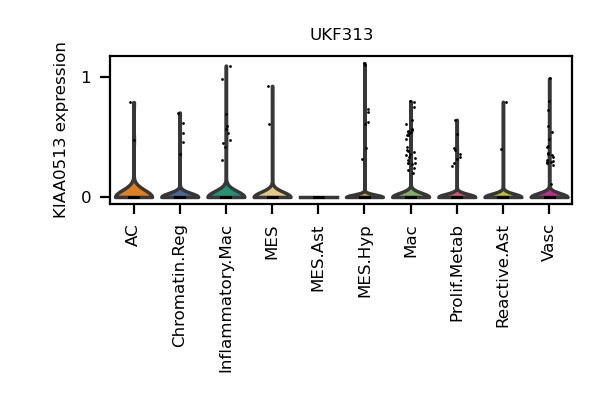 UKF313
KIAA0513 expression
1
0
AC
Chromatin.Reg
Inflammatory.Mac
MES
MES.Ast
MES.Hyp
Mac
Prolif.Metab
Reactive.Ast
Vasc